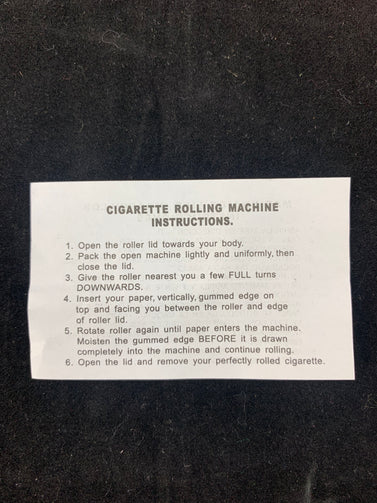 CIGARETTE ROLLING MACHINE
INSTRUCTIONS.
1. Open the roller lid towards your body.
2. Pack the open machine lightly and uniformly, then
close the lid.
3. Give the roller nearest you a few FULL turns
DOWNWARDS.
4. Insert your paper, vertically, gummed edge on
top and facing you between the roller and edge
of roller lid.
5. Rotate roller again until paper enters the machine.
Moisten the gummed edge BEFORE it is drawn
completely into the machine and continue rolling.
6. Open the lid and remove your perfectly rolled cigarette.